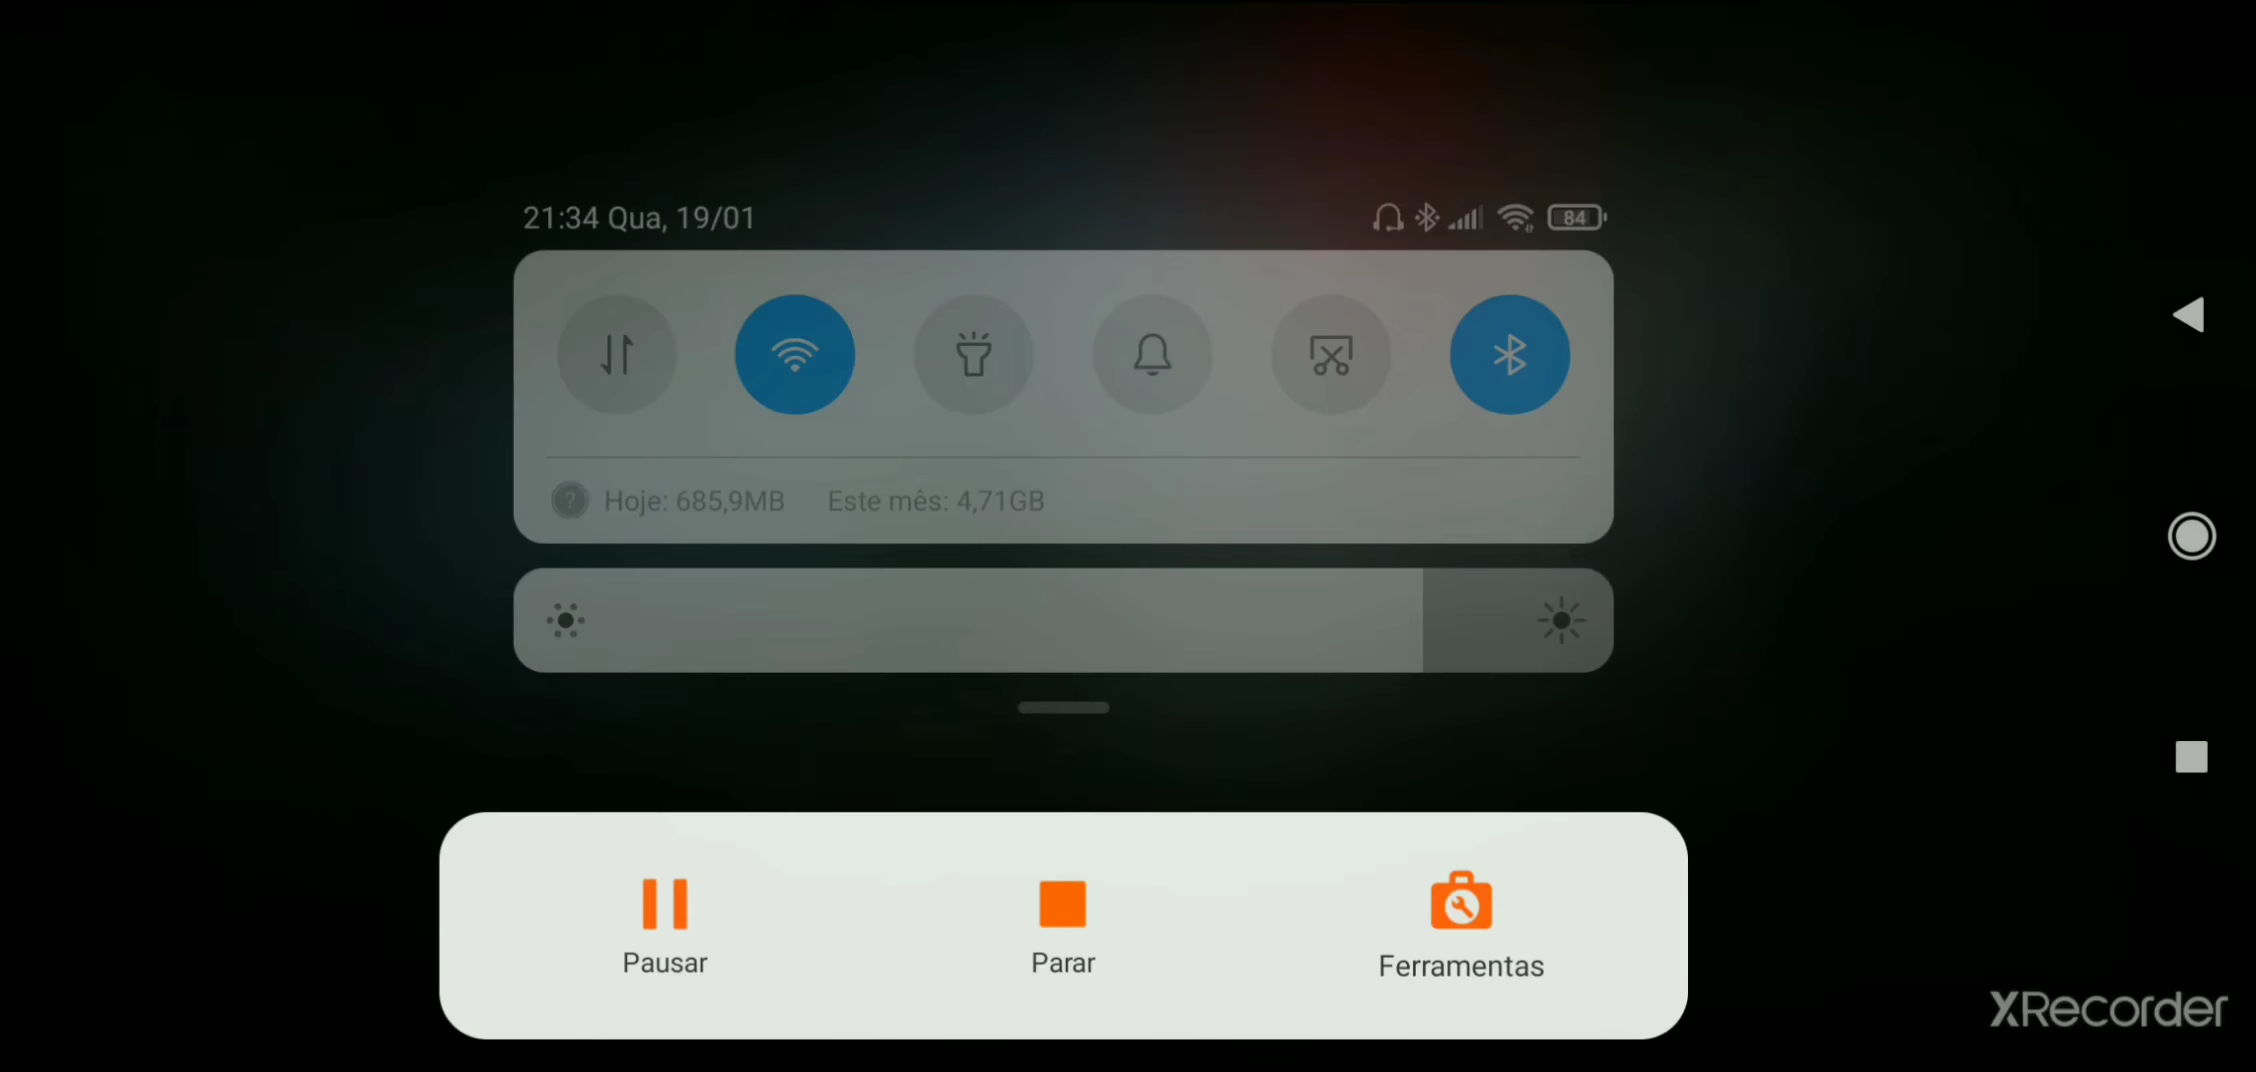 21:34 Qua, 19/01
84
? Hoje: 685,9MB Este mês: 4,71GB
Pausar Parar Ferramentas
XRecorder